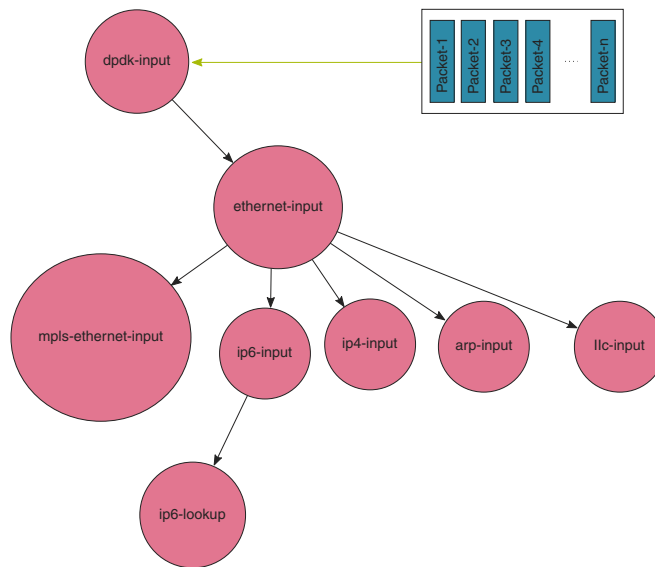 dpdk-input
Packet-1
Packet-2
Packet-3
Packet-4
....
Packet-n
ethernet-input
mpls-ethernet-input
ip6-input
ip4-input
arp-input
llc-input
ip6-lookup